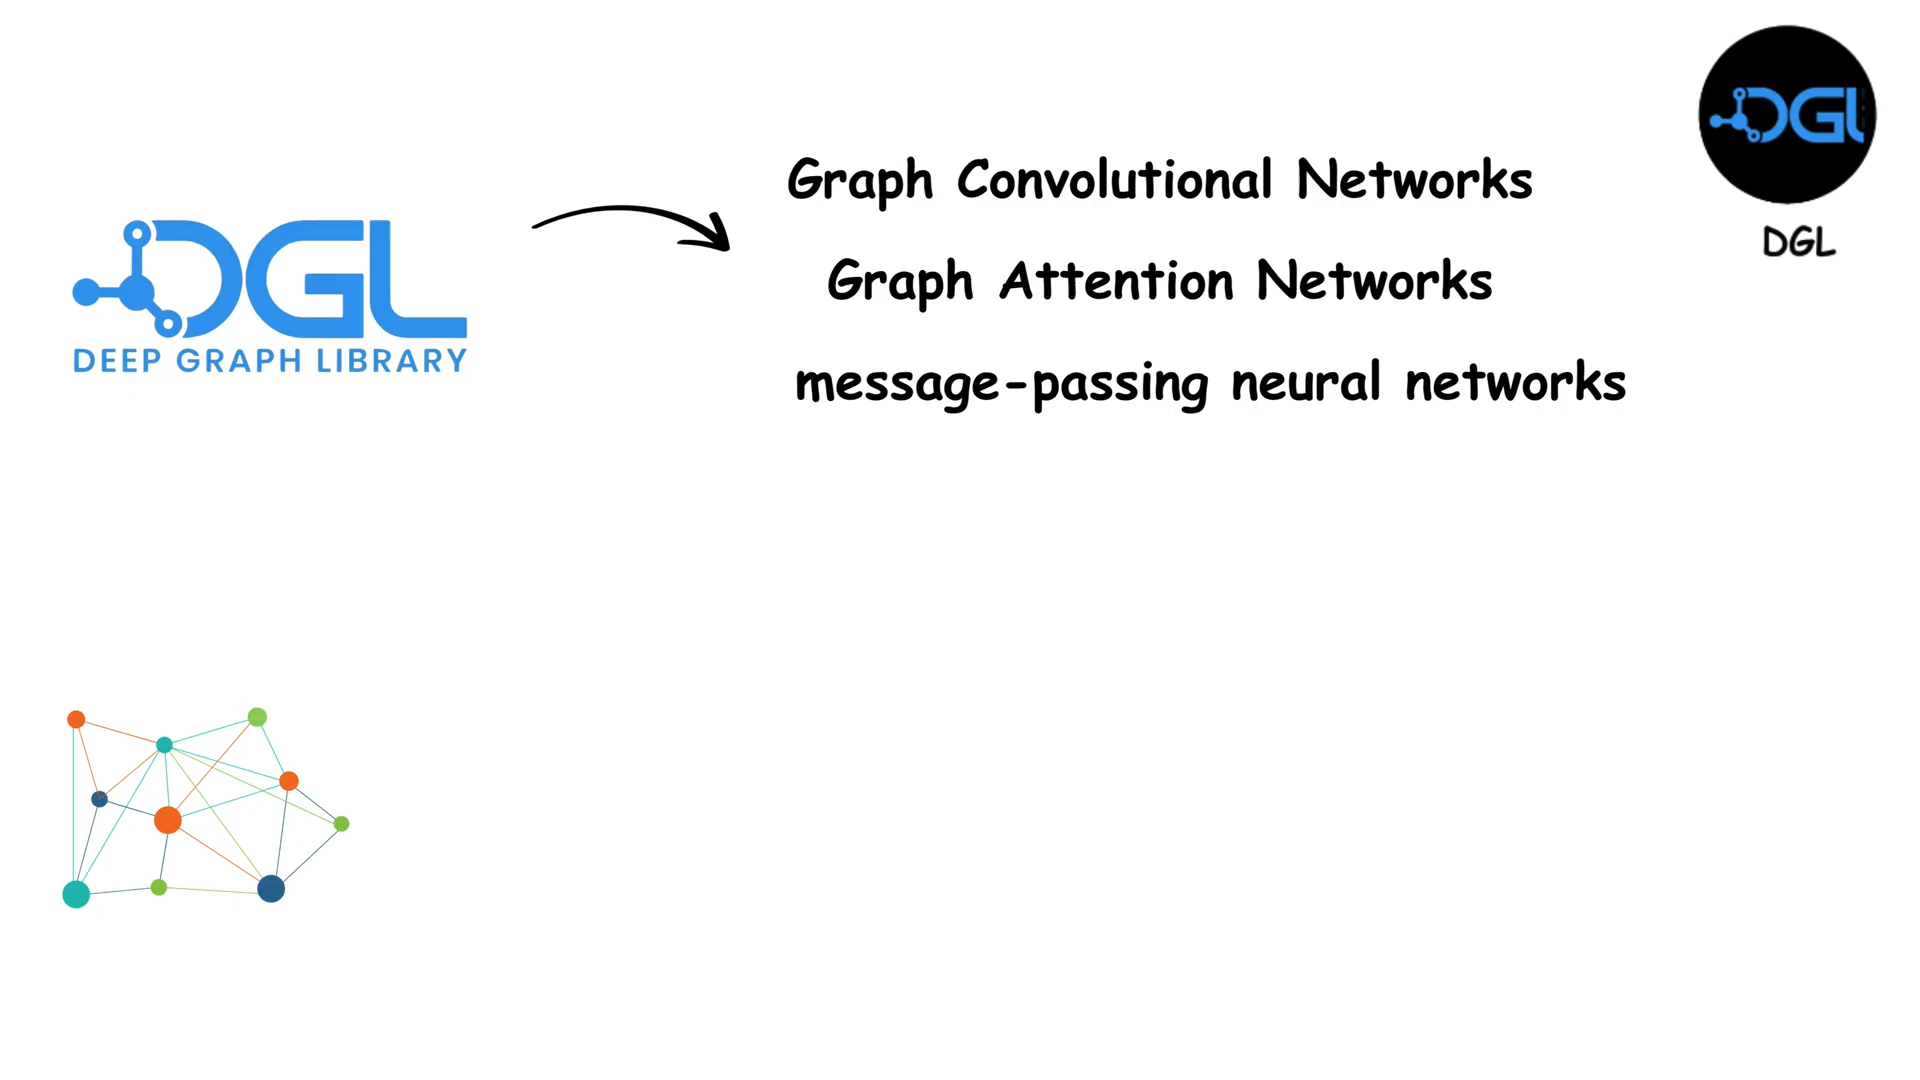 DGL
DEEP GRAPH LIBRARY
Graph Convolutional Networks
Graph Attention Networks
message-passing neural networks
DGL
DGL